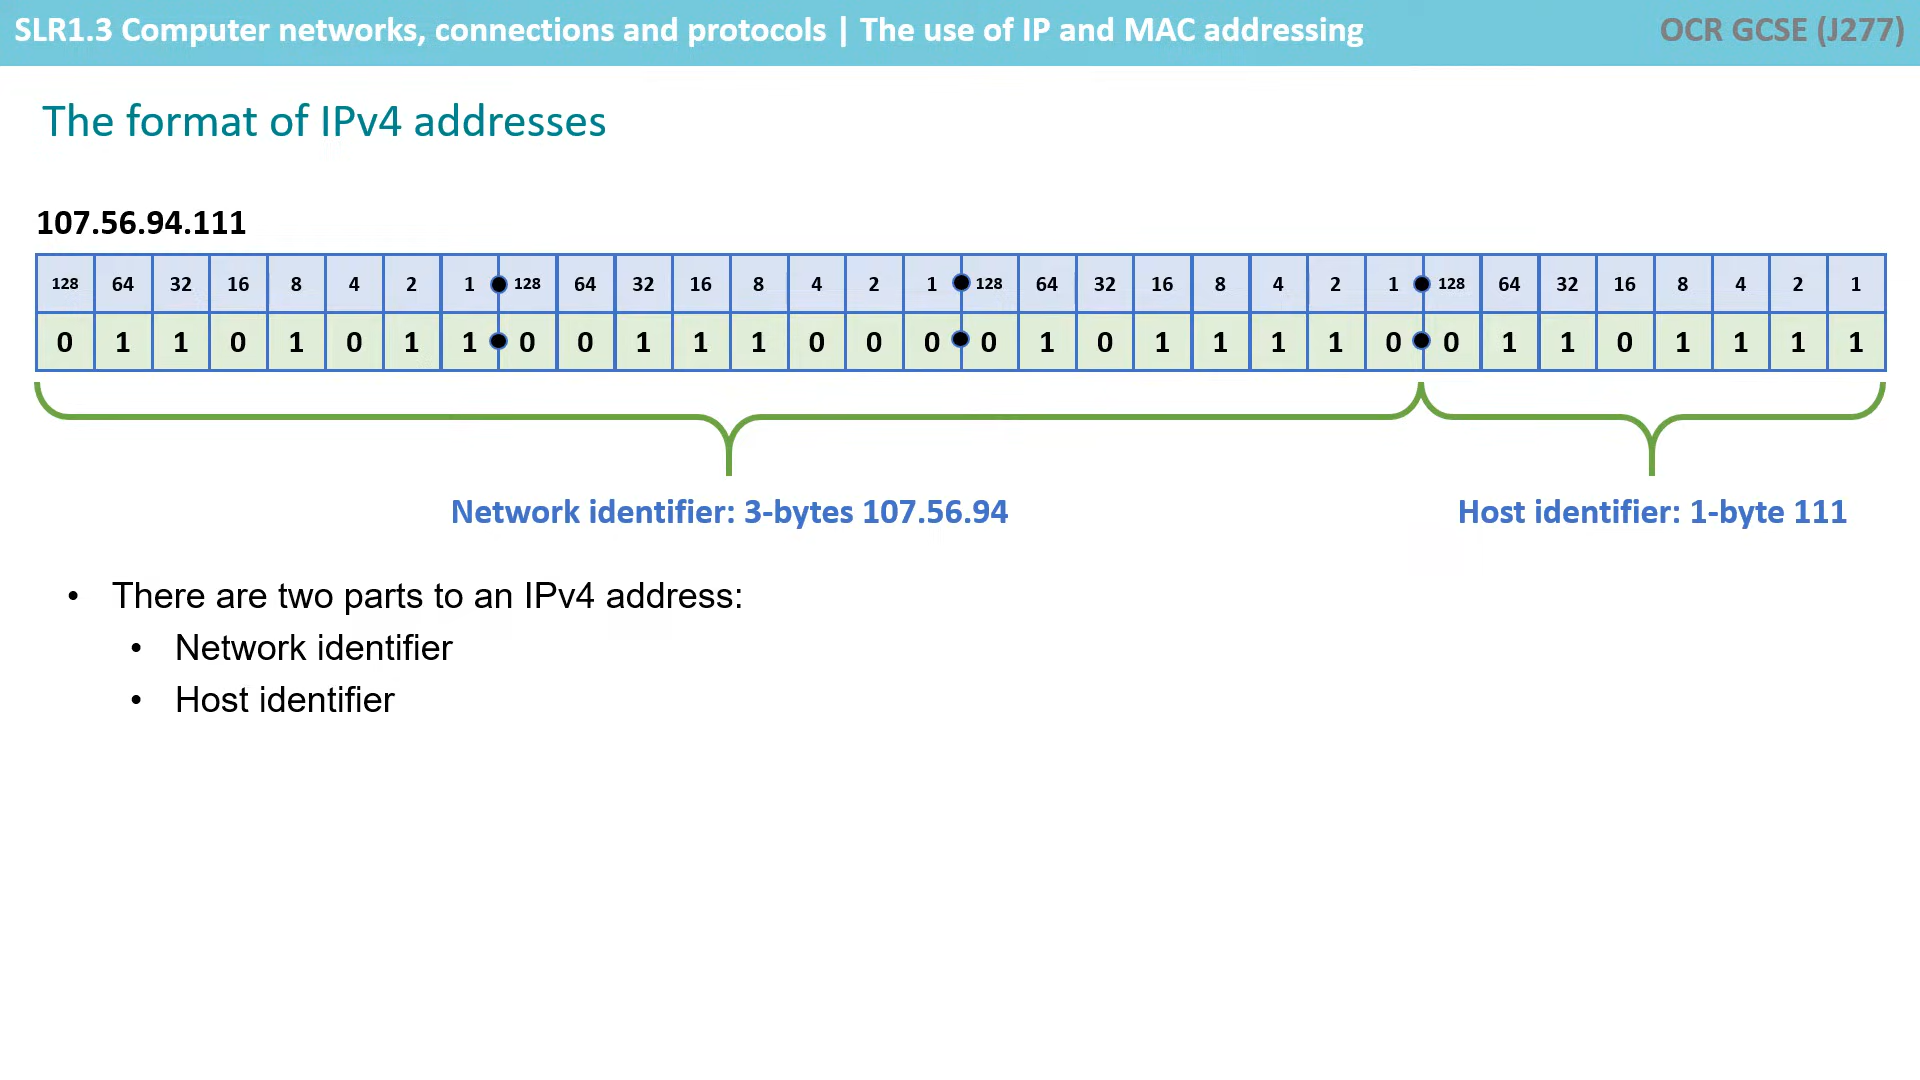 SLR1.3 Computer networks, connections and protocols | The use of IP and MAC addressing OCR GCSE (J277)
The format of IPv4 addresses
107.56.94.111
128 64 32 16 8 4 2 1 128 64 32 16 8 4 2 1 128 64 32 16 8 4 2 1 128 64 32 16 8 4 2 1
0 1 1 0 1 0 1 1 0 0 1 1 1 0 0 0 0 1 0 1 1 1 1 0 0 1 1 0 1 1 1 1
Network identifier: 3-bytes 107.56.94 Host identifier: 1-byte 111
• There are two parts to an IPv4 address:
• Network identifier
• Host identifier